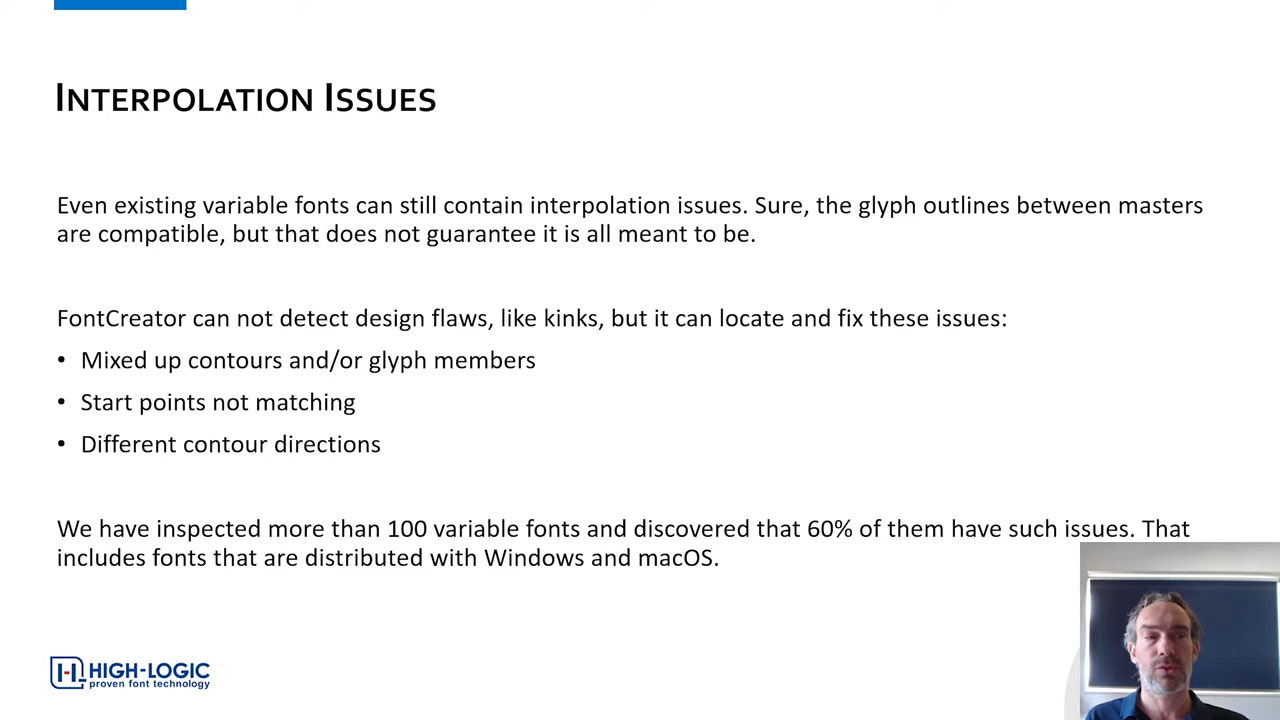 INTERPOLATION ISSUES
Even existing variable fonts can still contain interpolation issues. Sure, the glyph outlines between masters
are compatible, but that does not guarantee it is all meant to be.
FontCreator can not detect design flaws, like kinks, but it can locate and fix these issues:
• Mixed up contours and/or glyph members
• Start points not matching
• Different contour directions
We have inspected more than 100 variable fonts and discovered that 60% of them have such issues. That
includes fonts that are distributed with Windows and macOS.
HIGH-LOGIC
proven font technology